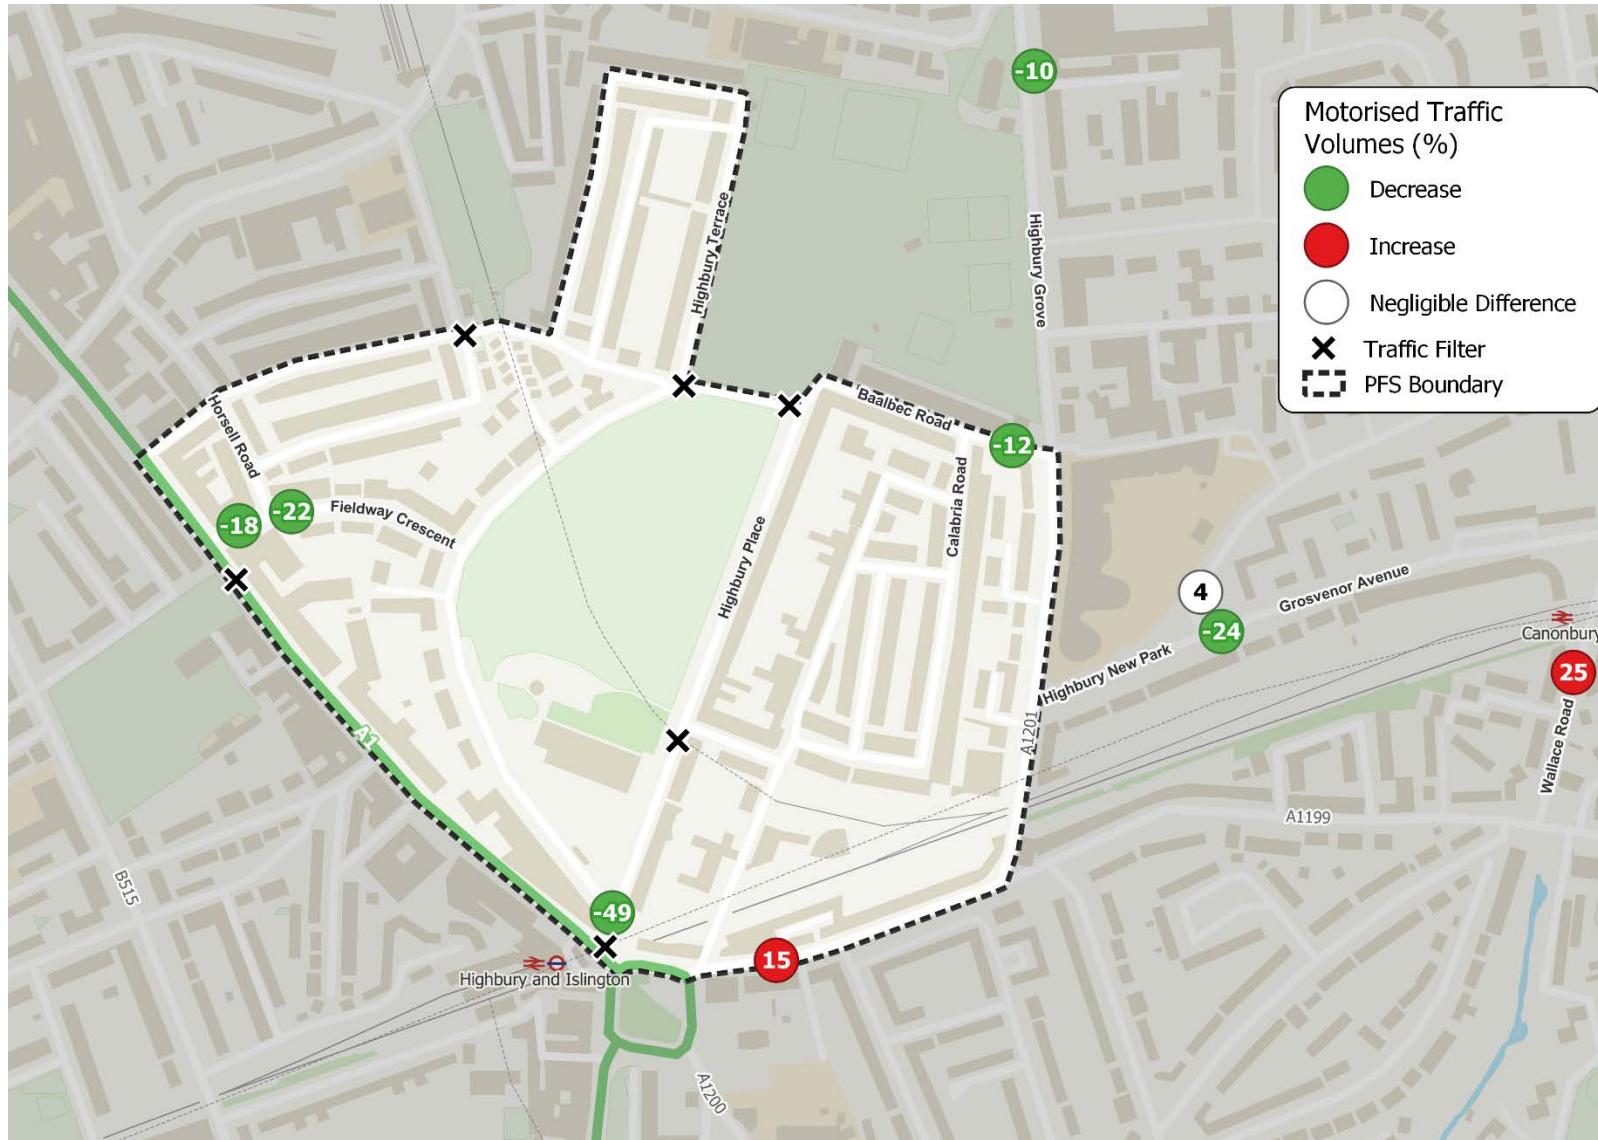 -10
Motorised Traffic
Volumes (%)
Decrease
Increase
Negligible Difference
Traffic Filter
PFS Boundary
Highbury Terrace
Highbury Grove
Horsell Road
Baalbec Road
-12
Calabria Road
-18
-22
Fieldway Crescent
Highbury Place
4
-24
Grosvenor Avenue
Highbury New Park
Canonbury
25
Wallace Road
A1
A1201
A1199
B515
-49
15
Highbury and Islington
A1200